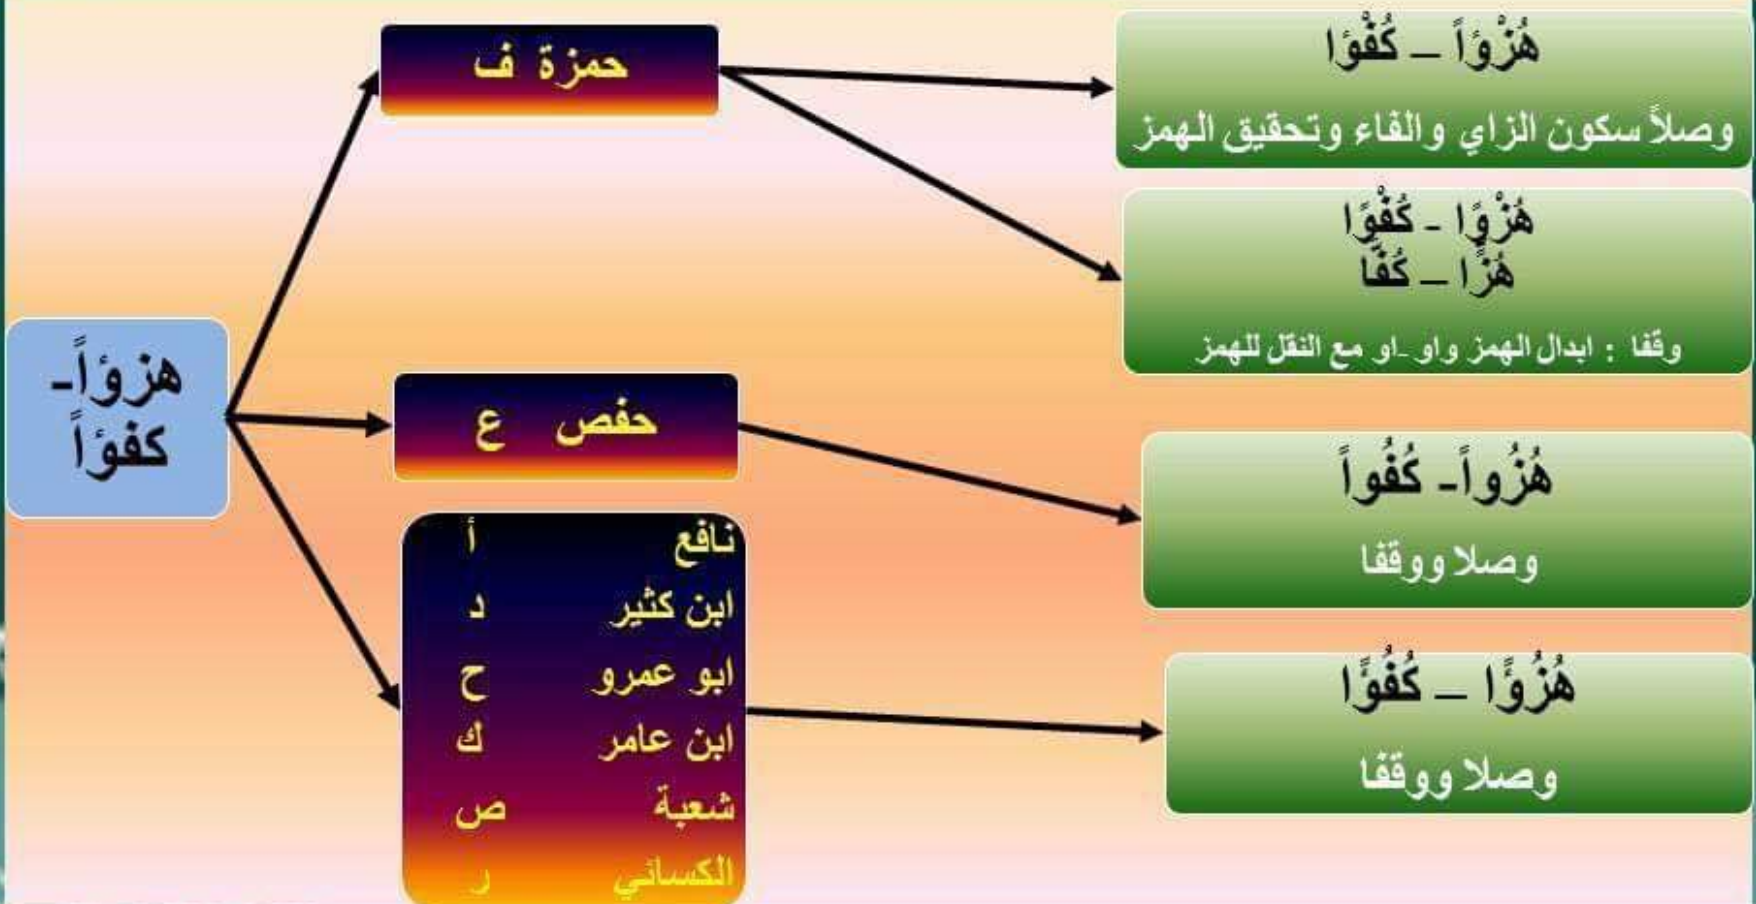 هزؤاً-
كفؤاً
حمزة ف
هُزْؤاً – كُفْؤا
وصلاً سكون الزاي والفاء وتحقيق الهمز
هُزْوًا - كُفْوًا
هُزًا – كُفًا
وقفا : ابدال الهمز واو -او مع النقل للهمز
حفص ع
هُزُواً- كُفُواً
وصلا ووقفا
نافع أ
ابن كثير د
ابو عمرو ح
ابن عامر ك
شعبة ص
الكسائي ر
هُزُؤًا – كُفُؤًا
وصلا ووقفا